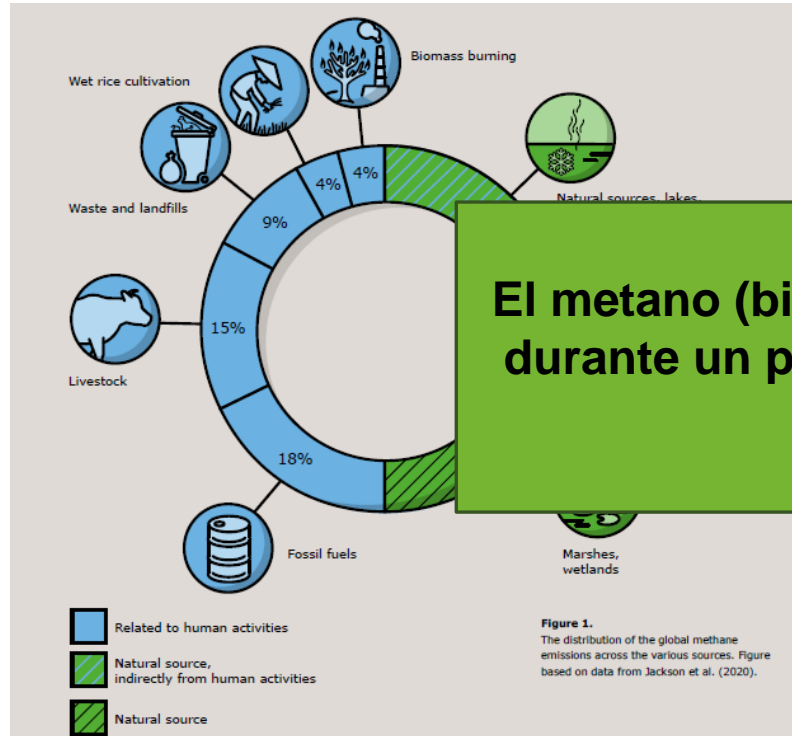 Biomass burning
Wet rice cultivation
4%
4%
Natural sources, lakes,
Waste and landfills
9%
El metano (bi
durante un p
15%
Livestock
18%
Fossil fuels
Marshes,
wetlands
Related to human activities
Natural source,
indirectly from human activities
Natural source
Figure 1.
The distribution of the global methane
emissions across the various sources. Figure
based on data from Jackson et al. (2020).